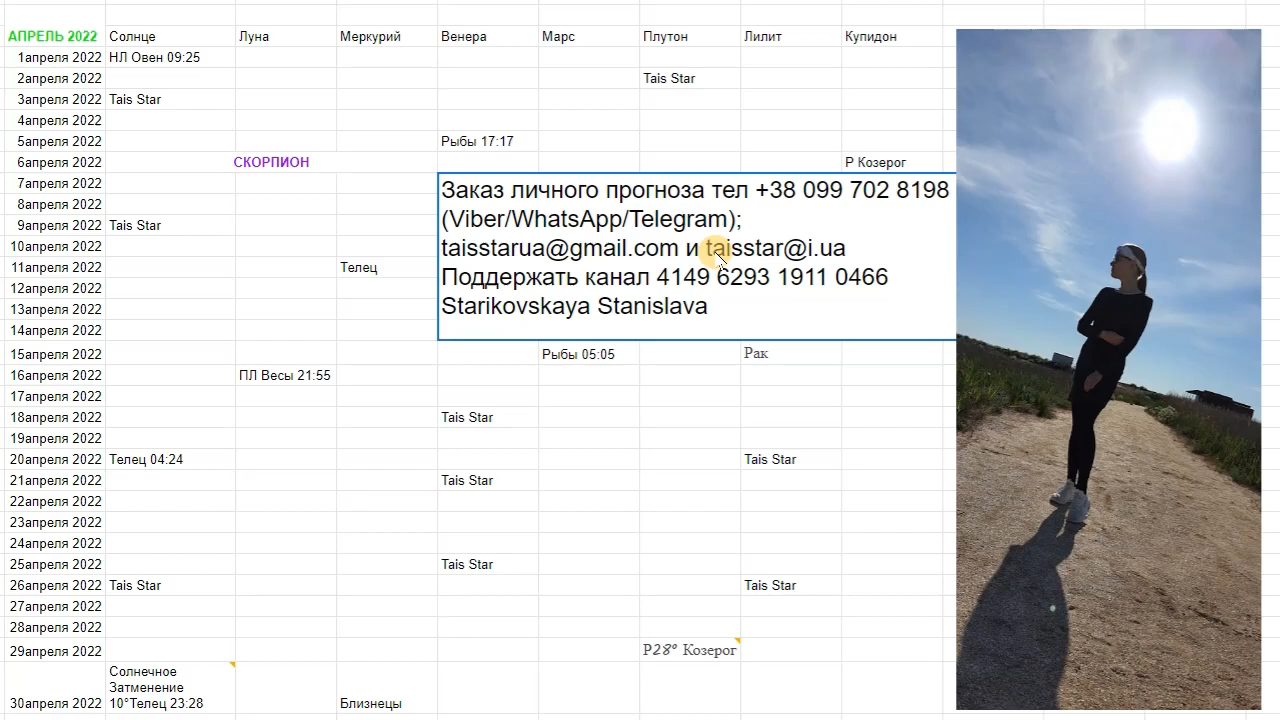 АПРЕЛЬ 2022 Солнце Луна Меркурий Венера Марс Плутон Лилит Купидон
1апреля 2022 НЛ Овен 09:25
2апреля 2022 Tais Star
3апреля 2022 Tais Star
4апреля 2022
5апреля 2022 Рыбы 17:17
6апреля 2022 СКОРПИОН Р Козерог
7апреля 2022
8апреля 2022
9апреля 2022 Tais Star
10апреля 2022
11апреля 2022 Телец
12апреля 2022
13апреля 2022
14апреля 2022
Заказ личного прогноза тел +38 099 702 8198
(Viber/WhatsApp/Telegram);
taisstarua@gmail.com и taisstar@i.ua
Поддержать канал 4149 6293 1911 0466
Starikovskaya Stanislava
15апреля 2022 Рыбы 05:05 Рак
16апреля 2022 ПЛ Весы 21:55
17апреля 2022
18апреля 2022 Tais Star
19апреля 2022
20апреля 2022 Телец 04:24 Tais Star
21апреля 2022 Tais Star
22апреля 2022
23апреля 2022
24апреля 2022
25апреля 2022 Tais Star
26апреля 2022 Tais Star Tais Star
27апреля 2022
28апреля 2022
29апреля 2022 Р28° Козерог
Солнечное
Затменение
30апреля 2022 10°Телец 23:28 Близнецы